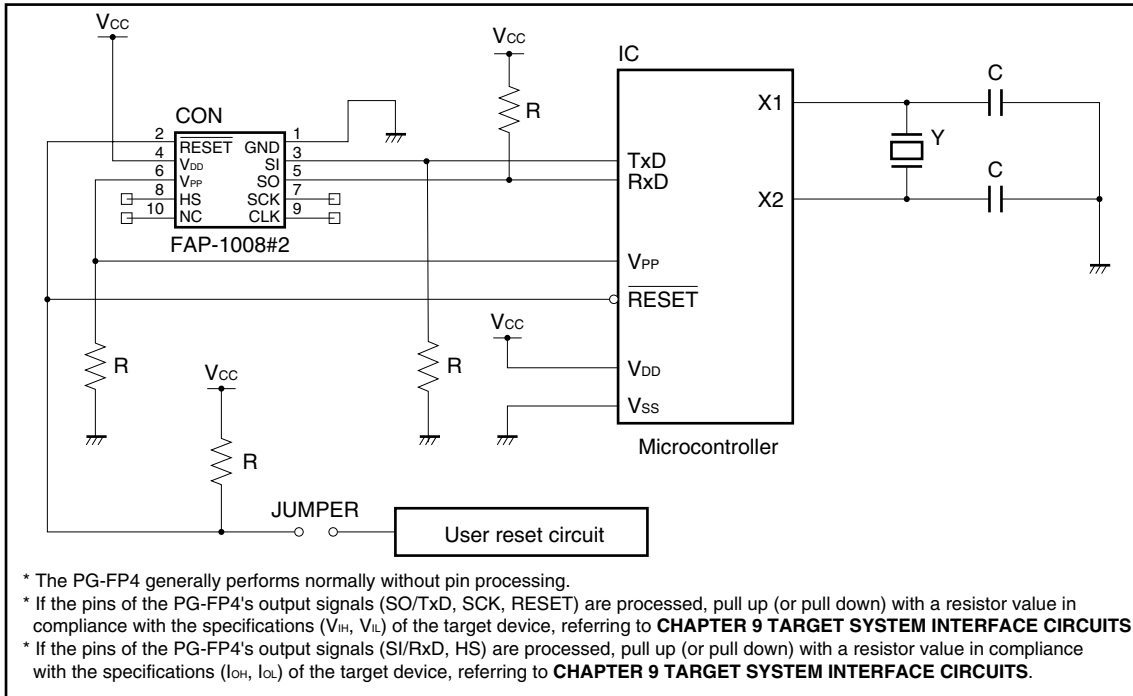 VCC
VCC
IC
C
X1
R
CON
2 RESET GND 1
4 VDD SI 3
6 VPP SO 5
8 HS SCK 7
10 NC CLK 9
FAP-1008#2
TxD
RxD
Y
X2
C
VPP
RESET
VCC
R
VCC
R
VDD
VSS
Microcontroller
R
JUMPER
User reset circuit
* The PG-FP4 generally performs normally without pin processing.
* If the pins of the PG-FP4's output signals (SO/TxD, SCK, RESET) are processed, pull up (or pull down) with a resistor value in
compliance with the specifications (VIH, VIL) of the target device, referring to CHAPTER 9 TARGET SYSTEM INTERFACE CIRCUITS
* If the pins of the PG-FP4's output signals (SI/RxD, HS) are processed, pull up (or pull down) with a resistor value in compliance
with the specifications (IOH, IOL) of the target device, referring to CHAPTER 9 TARGET SYSTEM INTERFACE CIRCUITS.